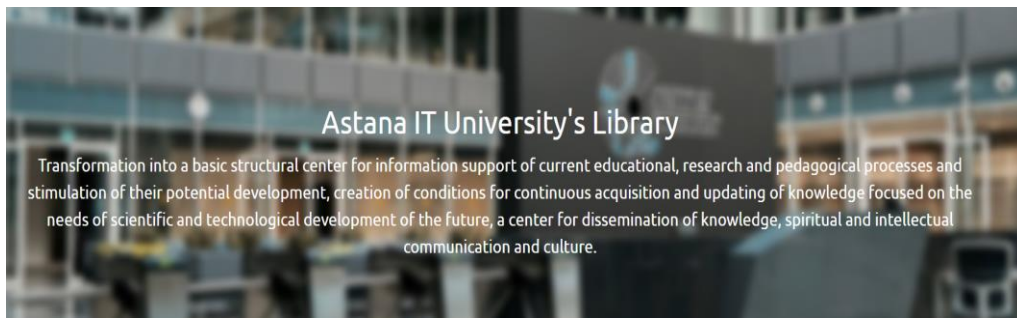 Astana IT University's Library
Transformation into a basic structural center for information support of current educational, research and pedagogical processes and
stimulation of their potential development, creation of conditions for continuous acquisition and updating of knowledge focused on the
needs of scientific and technological development of the future, a center for dissemination of knowledge, spiritual and intellectual
communication and culture.